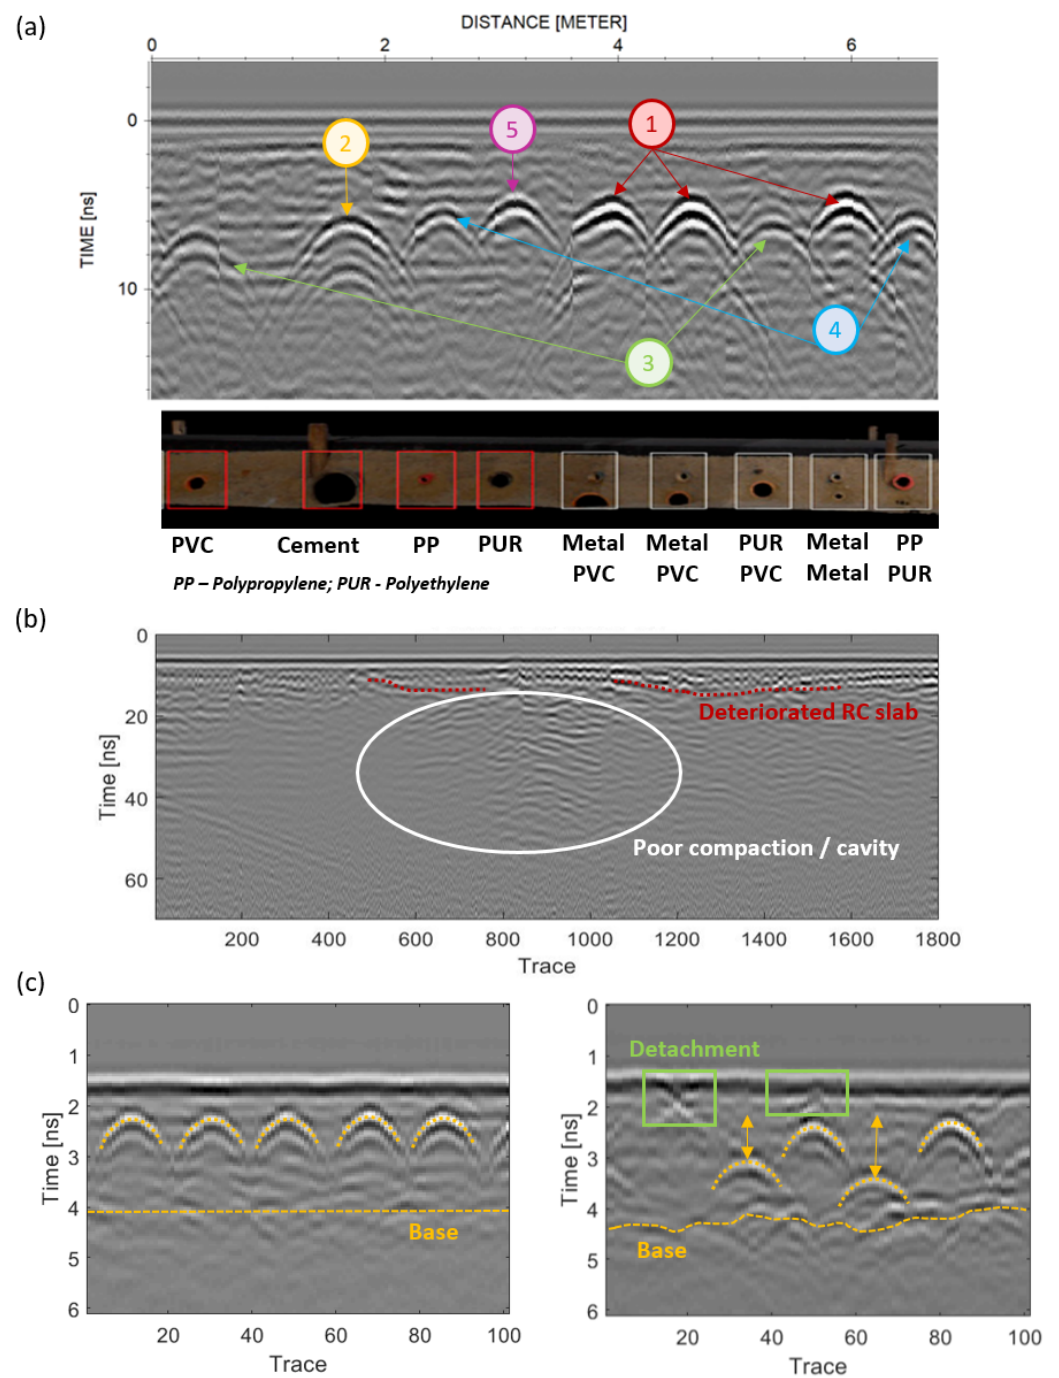 (a)
DISTANCE [METER]
0 2 4 6
0
10
TIME [ns]
2
5
1
4
3
PVC Cement PP PUR Metal PVC Metal PVC PUR PVC Metal Metal PP PUR
PP – Polypropylene; PUR - Polyethylene
(b)
0
20
40
60
Time [ns]
Deteriorated RC slab
Poor compaction / cavity
200 400 600 800 1000 1200 1400 1600 1800
Trace
(c)
0
1
2
3
4
5
6
Time [ns]
Base
20 40 60 80 100
Trace
0
1
2
3
4
5
6
Time [ns]
Detachment
Base
20 40 60 80 100
Trace